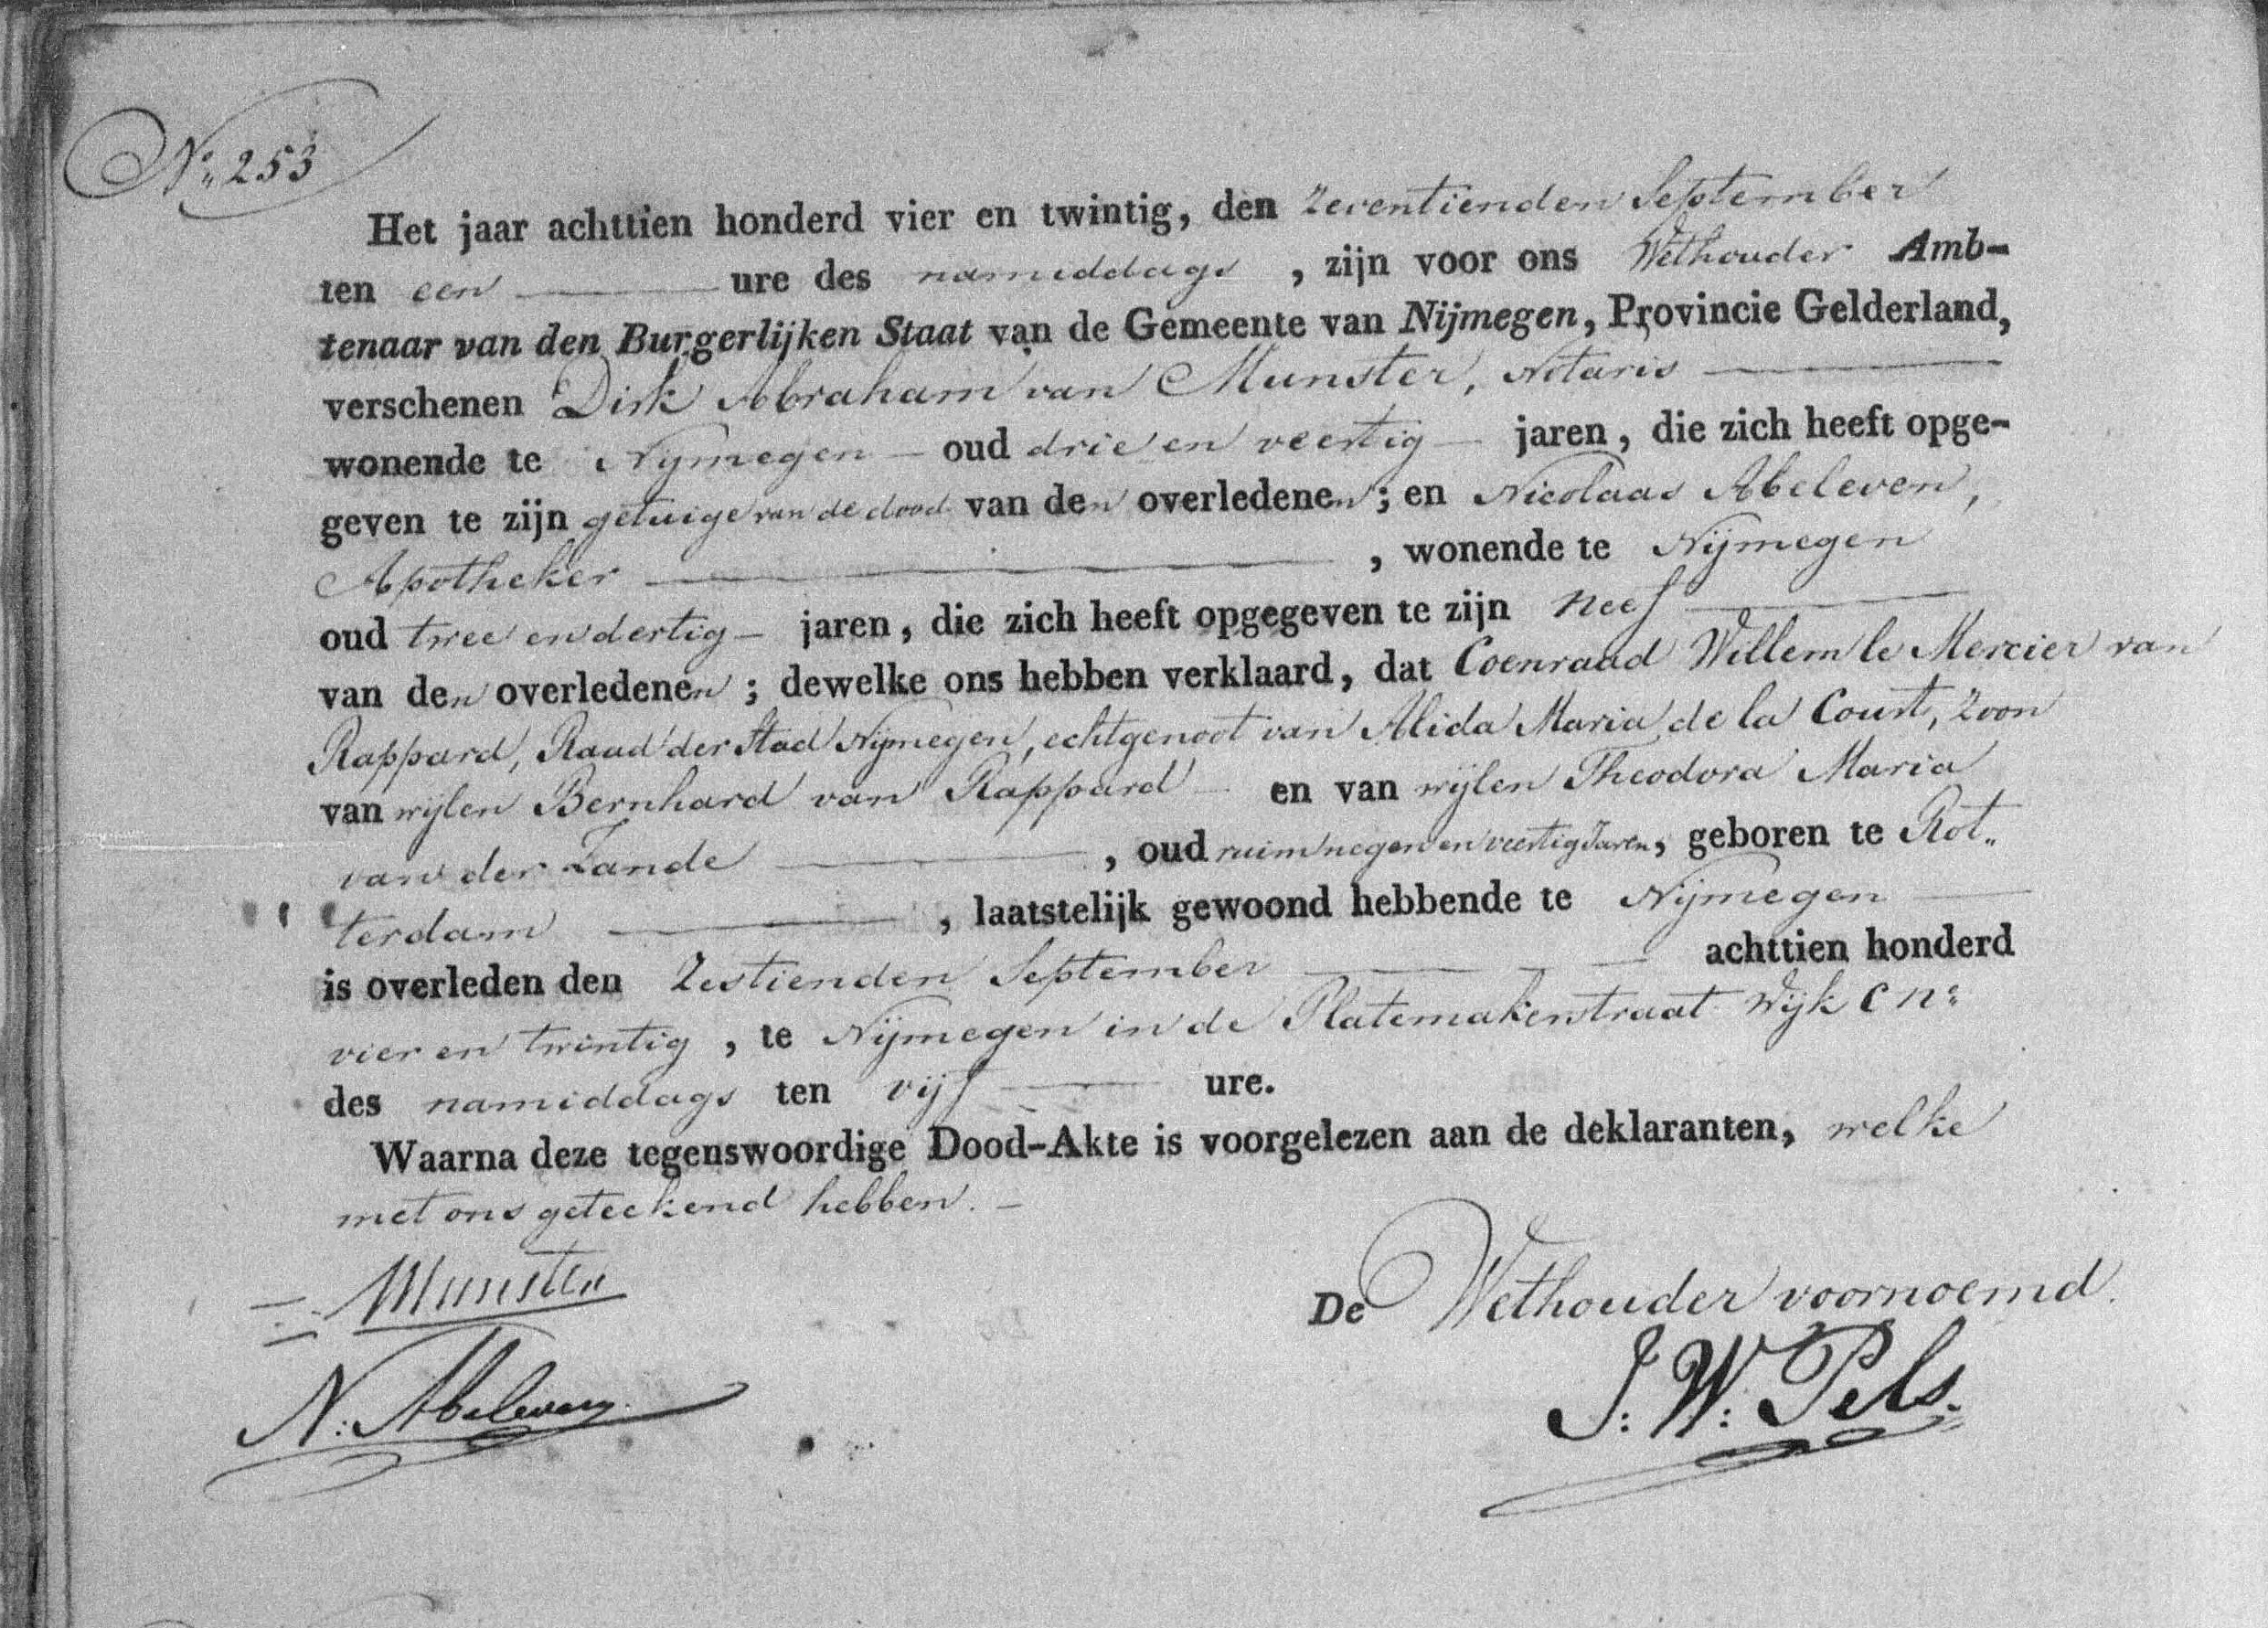 No. 253
Het jaar achttien honderd vier en twintig, den Zeventienden September
ten een ure des namiddags, zijn voor ons Wethouder Amb-
tenaar van den Burgerlijken Staat van de Gemeente van Nijmegen, Provincie Gelderland,
verschenen Dirk Abraham van Munster, Notaris
wonende te Nijmegen oud drie en veertig jaren, die zich heeft opge-
geven te zijn getuige van de dood van den overledenen; en Nicolaas Abeleven,
Apotheker, wonende te Nijmegen
oud twee en dertig jaren, die zich heeft opgegeven te zijn neef
van den overledenen; dewelke ons hebben verklaard, dat Coenraad Willem le Mercier van
Rappard, Raad der Stad Nijmegen, echtgenoot van Alida Maria de la Court, Zoon
van wijlen Bernhard van Rappard en van wijlen Theodora Maria
van der Zande, oud ruim negen en veertig Jaren, geboren te Rot„
terdam, laatstelijk gewoond hebbende te Nijmegen
is overleden den Zestienden September achttien honderd
vier en twintig, te Nijmegen in de Platemakerstraat Wijk C No.
des namiddags ten vijf ure.
Waarna deze tegenswoordige Dood-Akte is voorgelezen aan de deklaranten, welke
met ons geteekend hebben.
Munster
De Wethouder voornoemd.
N: Abeleven
J: W: Pels.